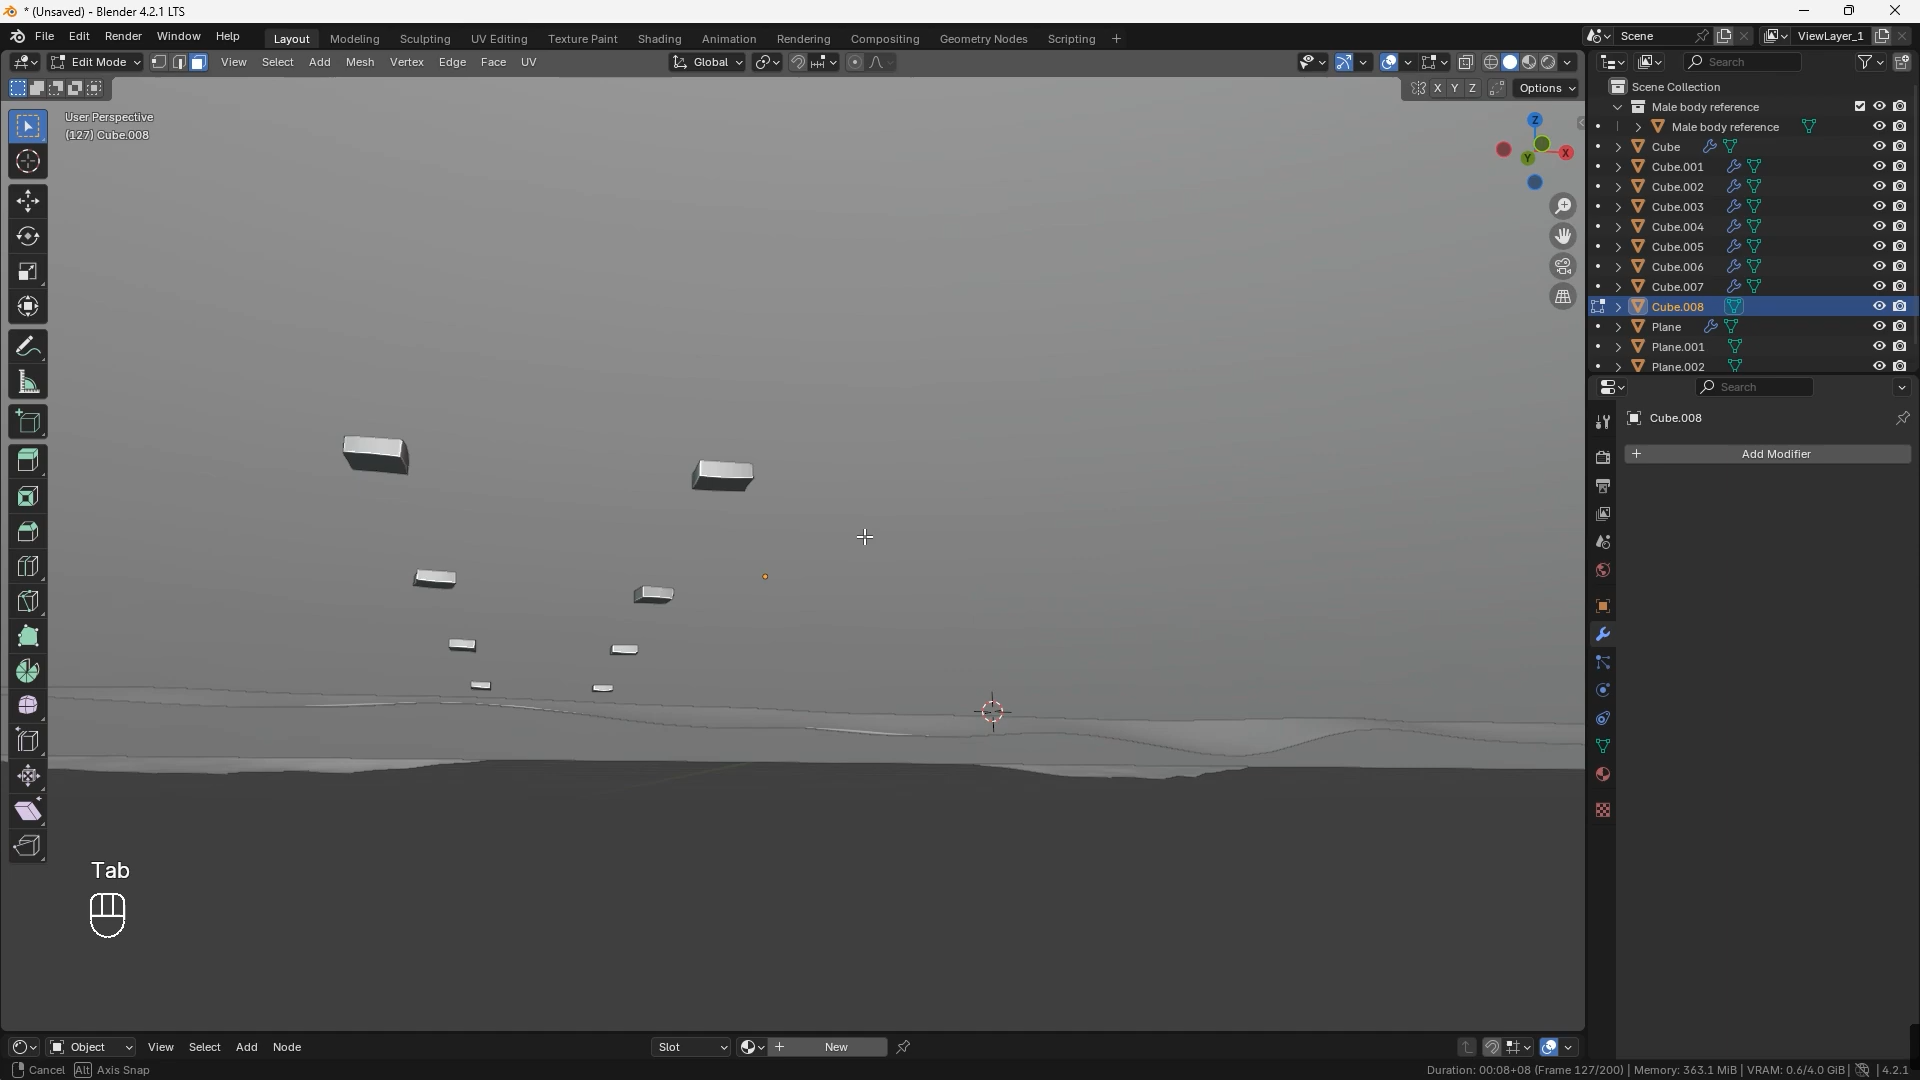 * (Unsaved) - Blender 4.2.1 LTS
File Edit Render Window Help Layout Modeling Sculpting UV Editing Texture Paint Shading Animation Rendering Compositing Geometry Nodes Scripting + Scene ViewLayer_1
Edit Mode View Select Add Mesh Vertex Edge Face UV Global Search
X Y Z Options
User Perspective
(127) Cube.008
Z
X
Y
Scene Collection
Male body reference
Male body reference
Cube
Cube.001
Cube.002
Cube.003
Cube.004
Cube.005
Cube.006
Cube.007
Cube.008
Plane
Plane.001
Plane.002
Search
Cube.008
+ Add Modifier
Tab
Object View Select Add Node Slot + New
Cancel Alt Axis Snap Duration: 00:08+08 (Frame 127/200) | Memory: 363.1 MiB | VRAM: 0.6/4.0 GiB | 4.2.1